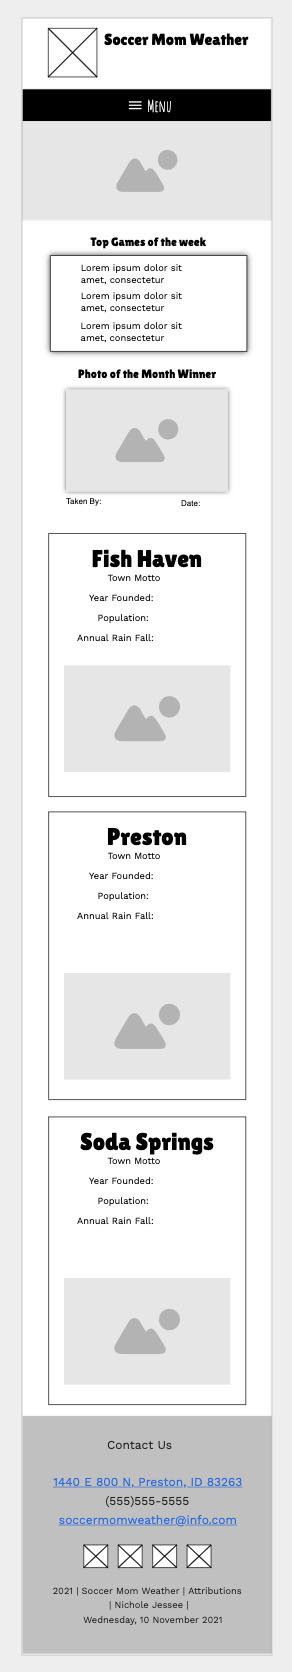 Soccer Mom Weather
Menu
Top Games of the week
Lorem ipsum dolor sit
amet, consectetur
Lorem ipsum dolor sit
amet, consectetur
Lorem ipsum dolor sit
amet, consectetur
Photo of the Month Winner
Taken By:
Date:
Fish Haven
Town Motto
Year Founded:
Population:
Annual Rain Fall:
Preston
Town Motto
Year Founded:
Population:
Annual Rain Fall:
Soda Springs
Town Motto
Year Founded:
Population:
Annual Rain Fall:
Contact Us
1440 E 800 N, Preston, ID 83263
(555)555-5555
soccermomweather@info.com
2021 | Soccer Mom Weather | Attributions
| Nichole Jessee |
Wednesday, 10 November 2021